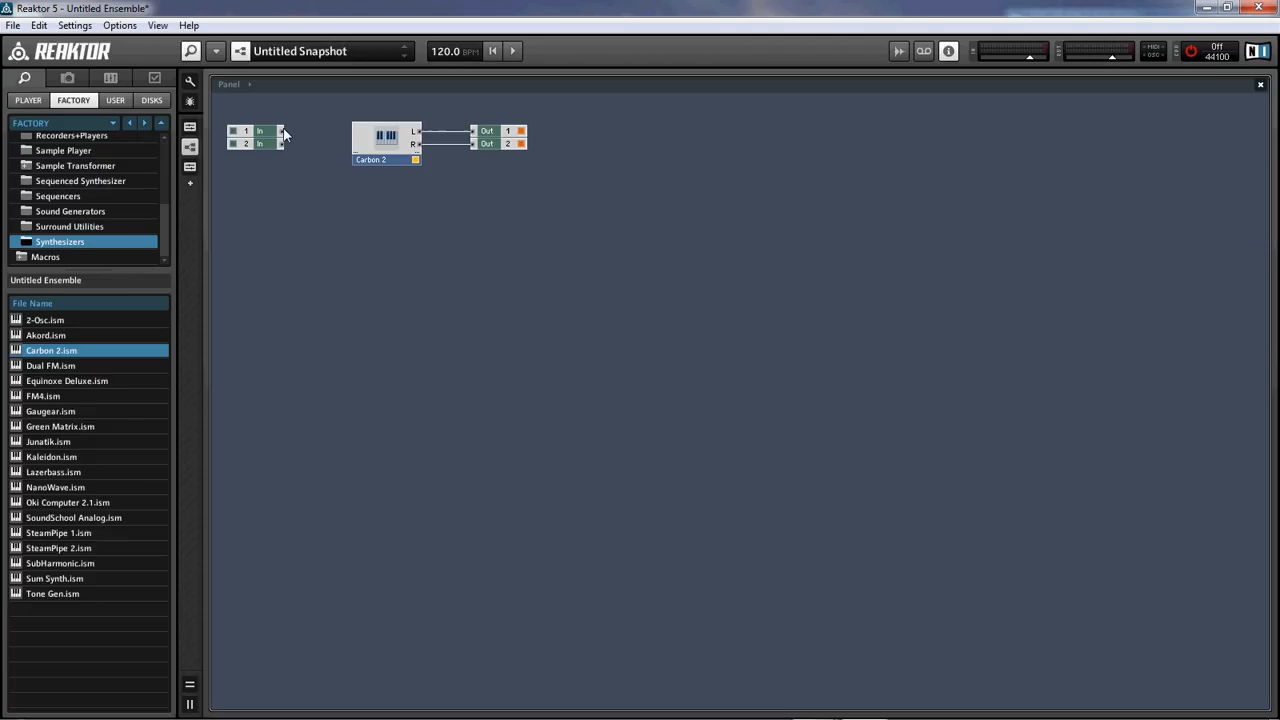 Reaktor 5 - Untitled Ensemble*
File Edit Settings Options View Help
REAKTOR
Untitled Snapshot
120.0 BPM
MIDI
OSC
Off
44100
NI
PLAYER FACTORY USER DISKS
Panel
FACTORY
Recorders+Players
Sample Player
Sample Transformer
Sequenced Synthesizer
Sequencers
Sound Generators
Surround Utilities
Synthesizers
Macros
Untitled Ensemble
File Name
2-Osc.ism
Akord.ism
Carbon 2.ism
Dual FM.ism
Equinoxe Deluxe.ism
FM4.ism
Gaugear.ism
Green Matrix.ism
Junatik.ism
Kaleidon.ism
Lazerbass.ism
NanoWave.ism
Oki Computer 2.1.ism
SoundSchool Analog.ism
SteamPipe 1.ism
SteamPipe 2.ism
SubHarmonic.ism
Sum Synth.ism
Tone Gen.ism
1 In
2 In
L
R
Carbon 2
Out 1
Out 2